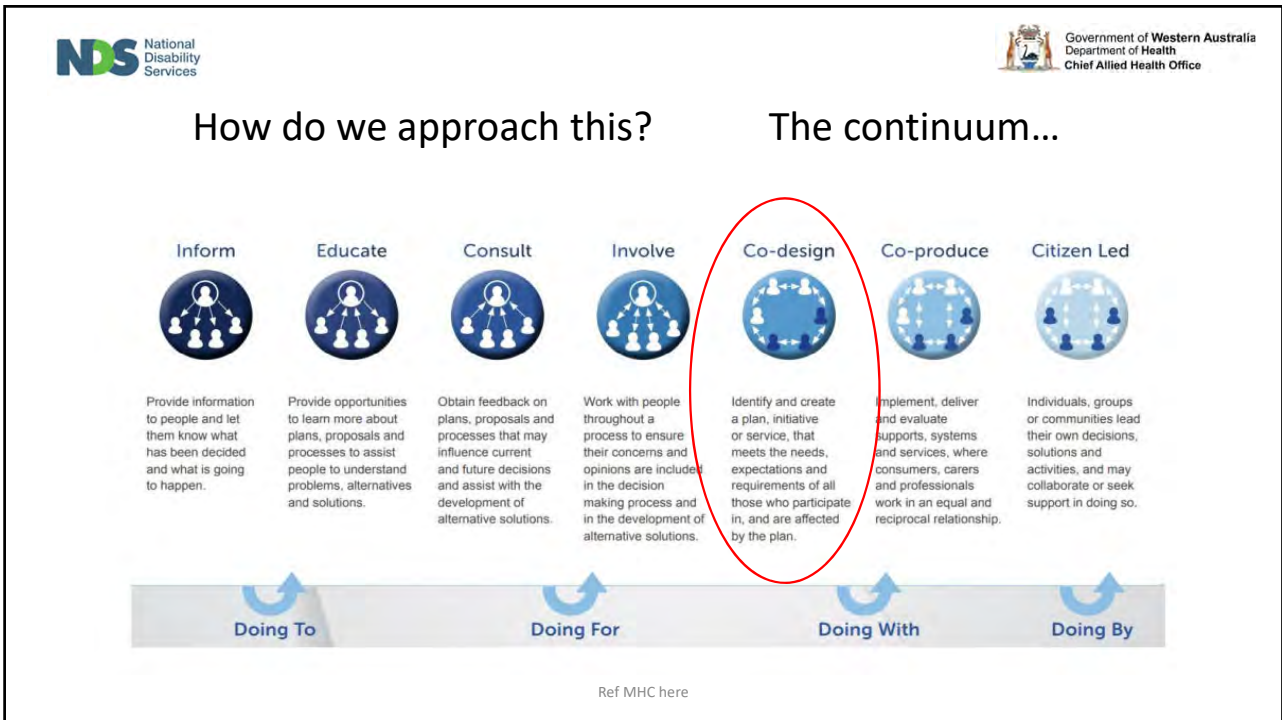 NDS National
Disability
Services
Government of Western Australia
Department of Health
Chief Allied Health Office
How do we approach this? The continuum...
Inform
Provide information
to people and let
them know what
has been decided
and what is going
to happen.
Educate
Provide opportunities
to learn more about
plans, proposals and
processes to assist
people to understand
problems, alternatives
and solutions.
Consult
Obtain feedback on
plans, proposals and
processes that may
influence current
and future decisions
and assist with the
development of
alternative solutions.
Involve
Work with people
throughout a
process to ensure
their concerns and
opinions are included
in the decision
making process and
in the development of
alternative solutions.
Co-design
Identify and create
a plan, initiative
or service, that
meets the needs,
expectations and
requirements of all
those who participate
in, and are affected
by the plan.
Co-produce
Implement, deliver
and evaluate
supports, systems
and services, where
consumers, carers
and professionals
work in an equal and
reciprocal relationship.
Citizen Led
Individuals, groups
or communities lead
their own decisions,
solutions and
activities, and may
collaborate or seek
support in doing so.
Doing To
Doing For
Doing With
Doing By
Ref MHC here